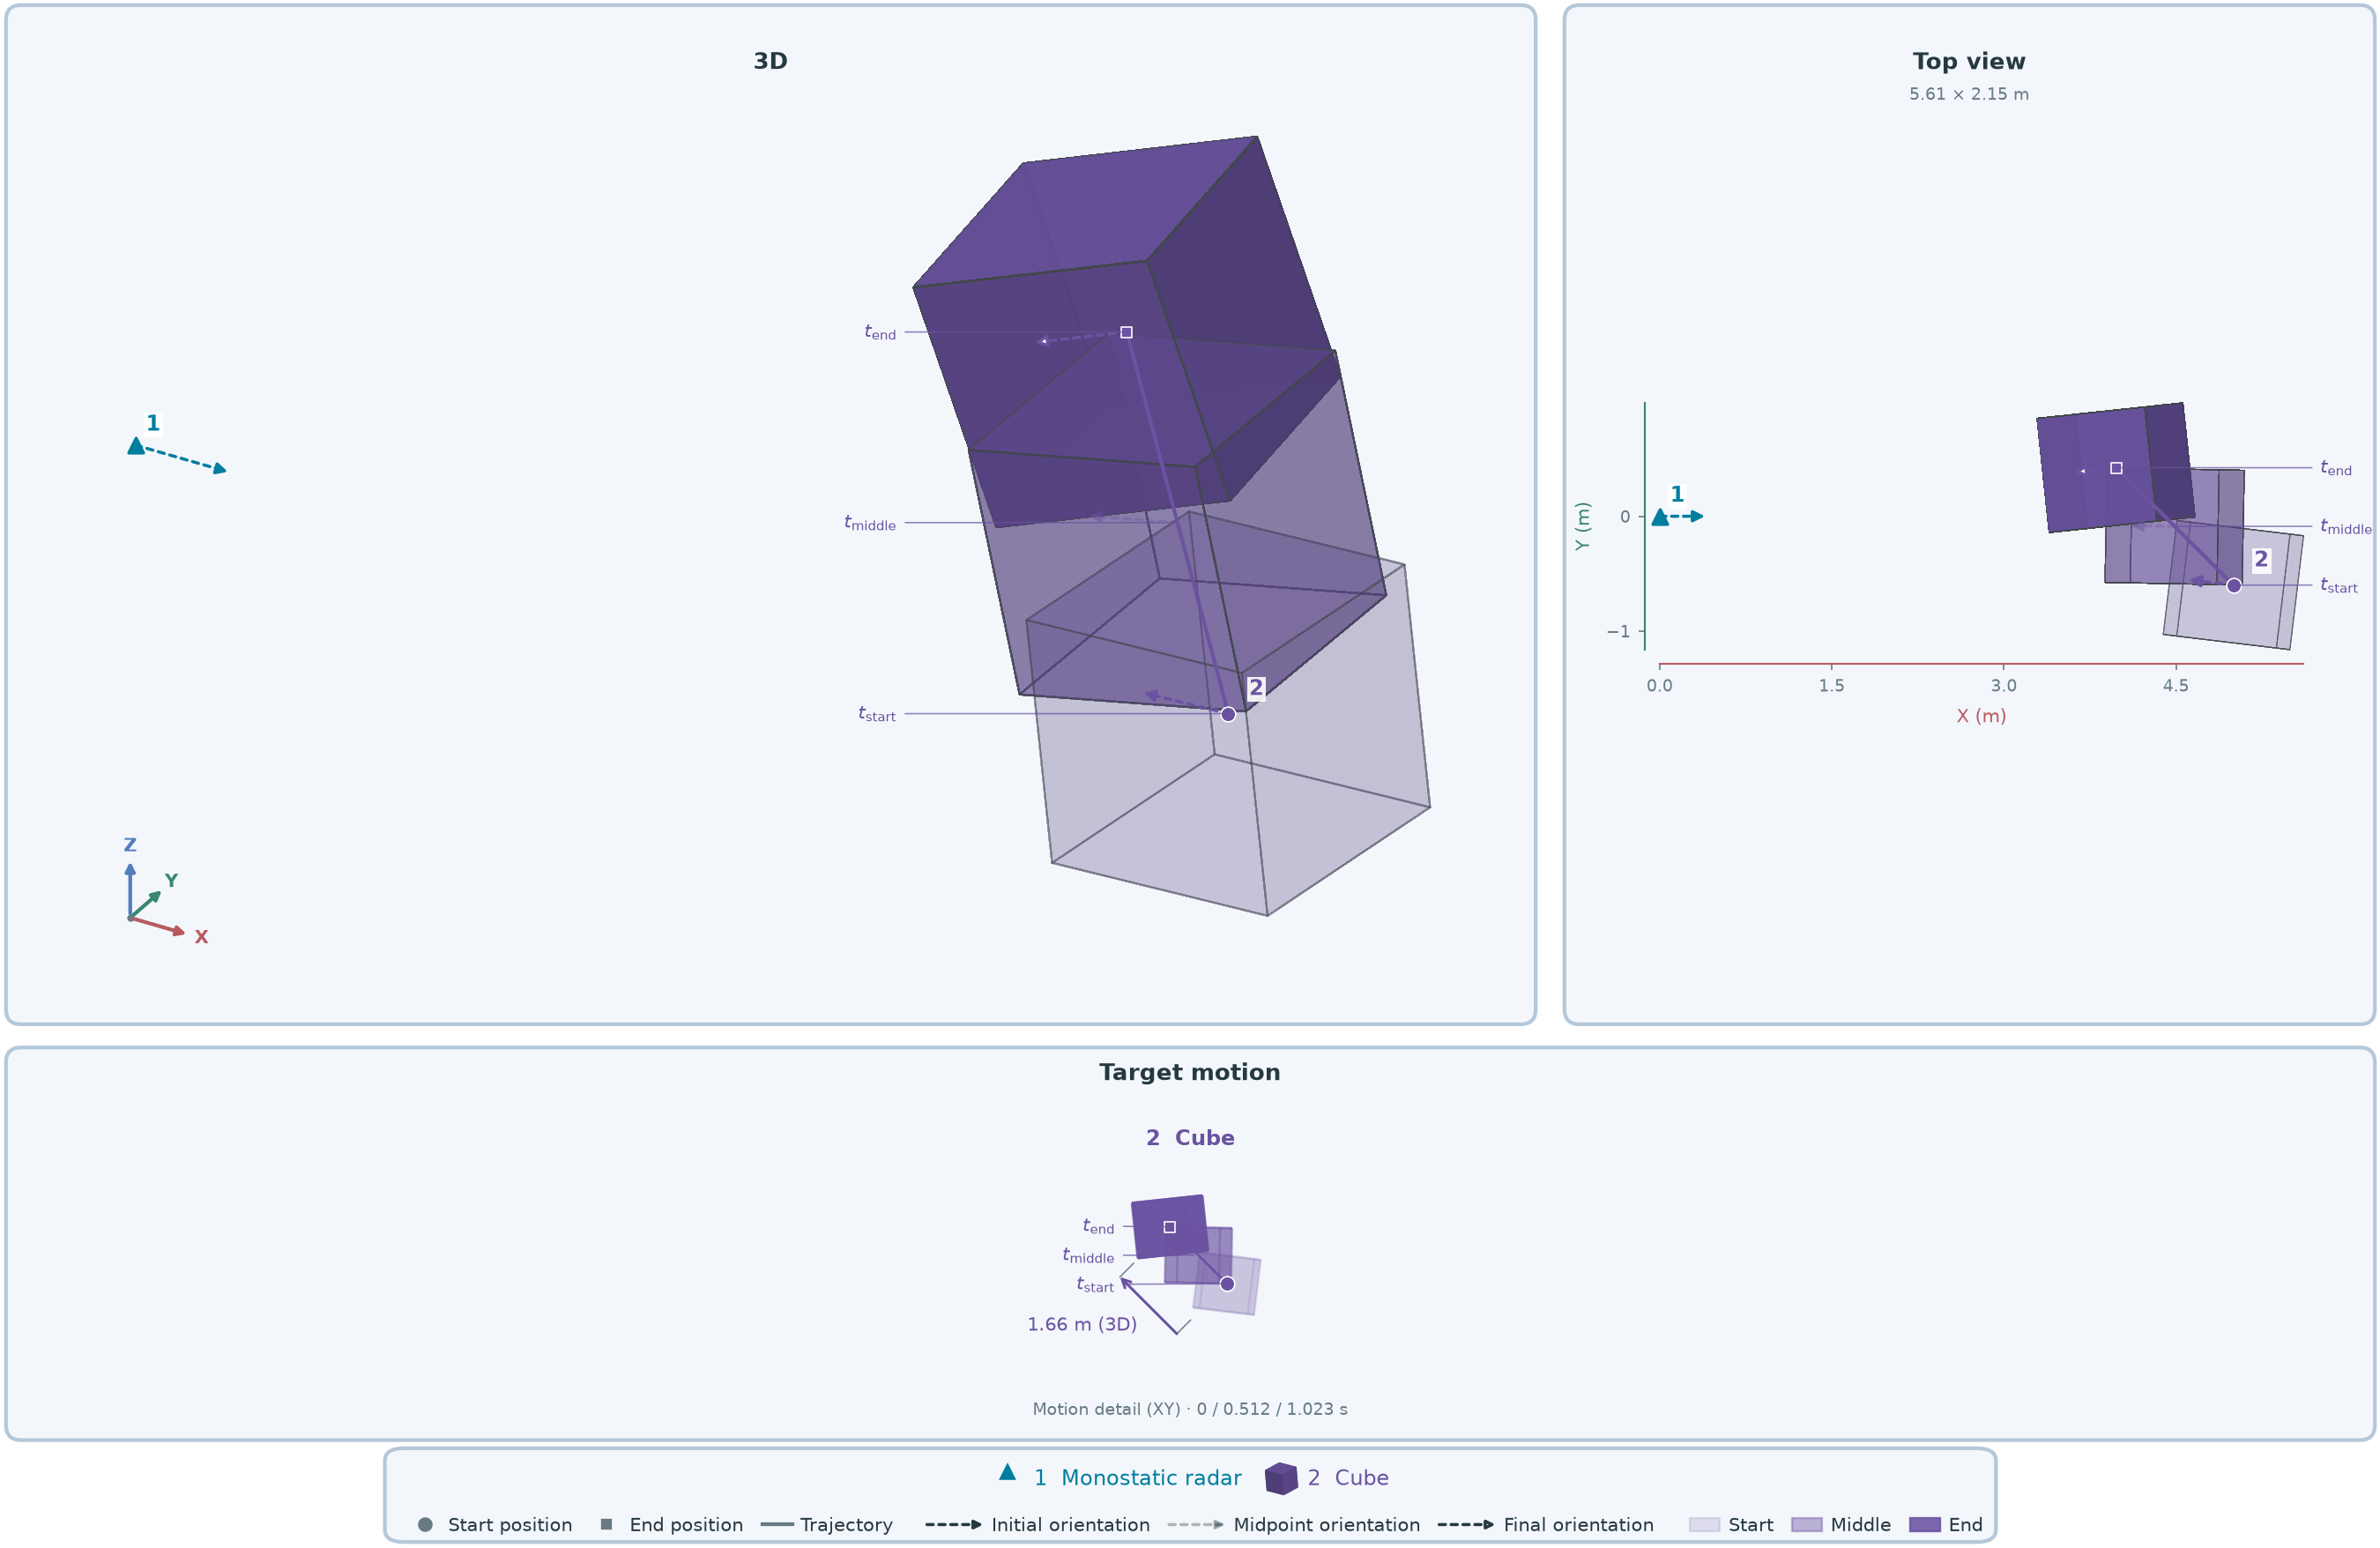 3D
1
t_end
t_middle
t_start
2
Z
Y
X
Top view
5.61 × 2.15 m
Y (m)
0
−1
1
2
t_end
t_middle
t_start
0.0 1.5 3.0 4.5
X (m)
Target motion
2 Cube
t_end
t_middle
t_start
1.66 m (3D)
Motion detail (XY) · 0 / 0.512 / 1.023 s
1 Monostatic radar 2 Cube
Start position End position Trajectory Initial orientation Midpoint orientation Final orientation Start Middle End